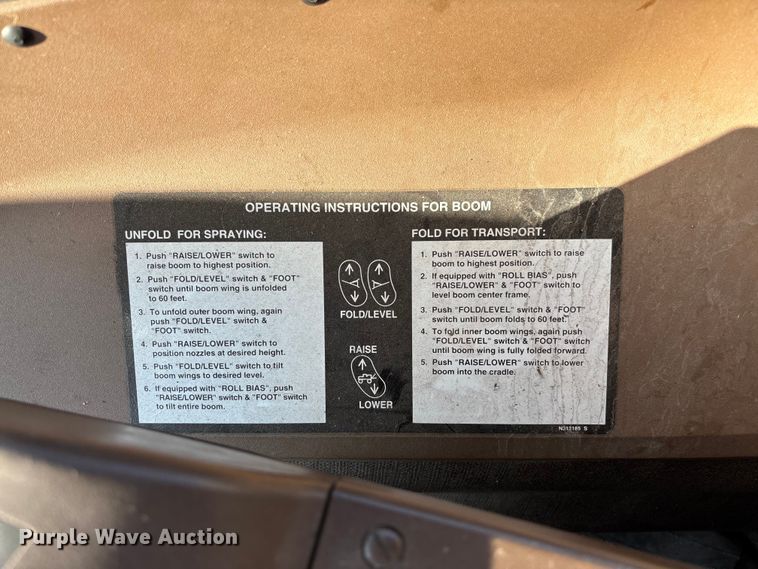 OPERATING INSTRUCTIONS FOR BOOM
UNFOLD FOR SPRAYING:
1. Push "RAISE/LOWER" switch to
raise boom to highest position.
2. Push "FOLD/LEVEL" switch & "FOOT"
switch until boom wing is unfolded
to 60 feet.
3. To unfold outer boom wing, again
push "FOLD/LEVEL" switch &
"FOOT" switch.
4. Push "RAISE/LOWER" switch to
position nozzles at desired height.
5. Push "FOLD/LEVEL" switch to tilt
boom wings to desired level.
6. If equipped with "ROLL BIAS", push
"RAISE/LOWER" switch & "FOOT" switch
to tilt entire boom.
FOLD/LEVEL
RAISE
LOWER
FOLD FOR TRANSPORT:
1. Push "RAISE/LOWER" switch to raise
boom to highest position.
2. If equipped with "ROLL BIAS", push
"RAISE/LOWER" & "FOOT" switch to
level boom center frame.
3. Push "FOLD/LEVEL" switch & "FOOT"
switch until boom folds to 60 feet.
4. To fold inner boom wings, again push
"FOLD/LEVEL" switch & "FOOT" switch
until boom wing is fully folded forward.
5. Push "RAISE/LOWER" switch to lower
boom into the cradle.
N313185 S
Purple Wave Auction